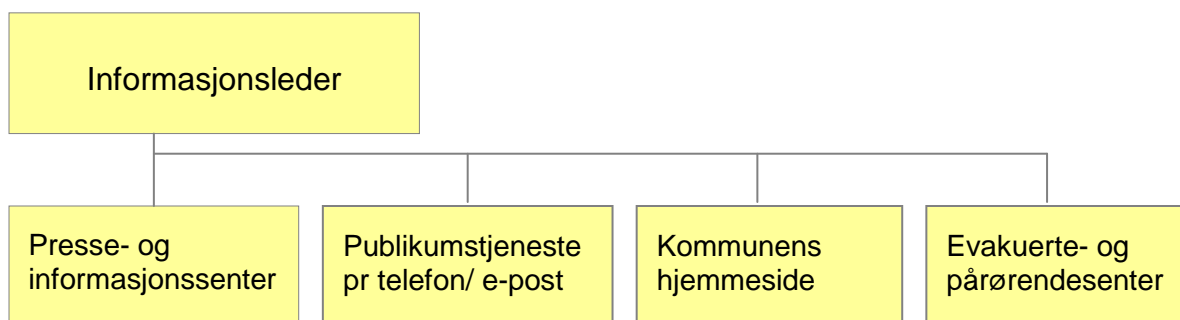 Informasjonsleder
Presse- og
informasjonssenter
Publikumstjeneste
pr telefon/ e-post
Kommunens
hjemmeside
Evakuerte- og
pårørendesenter